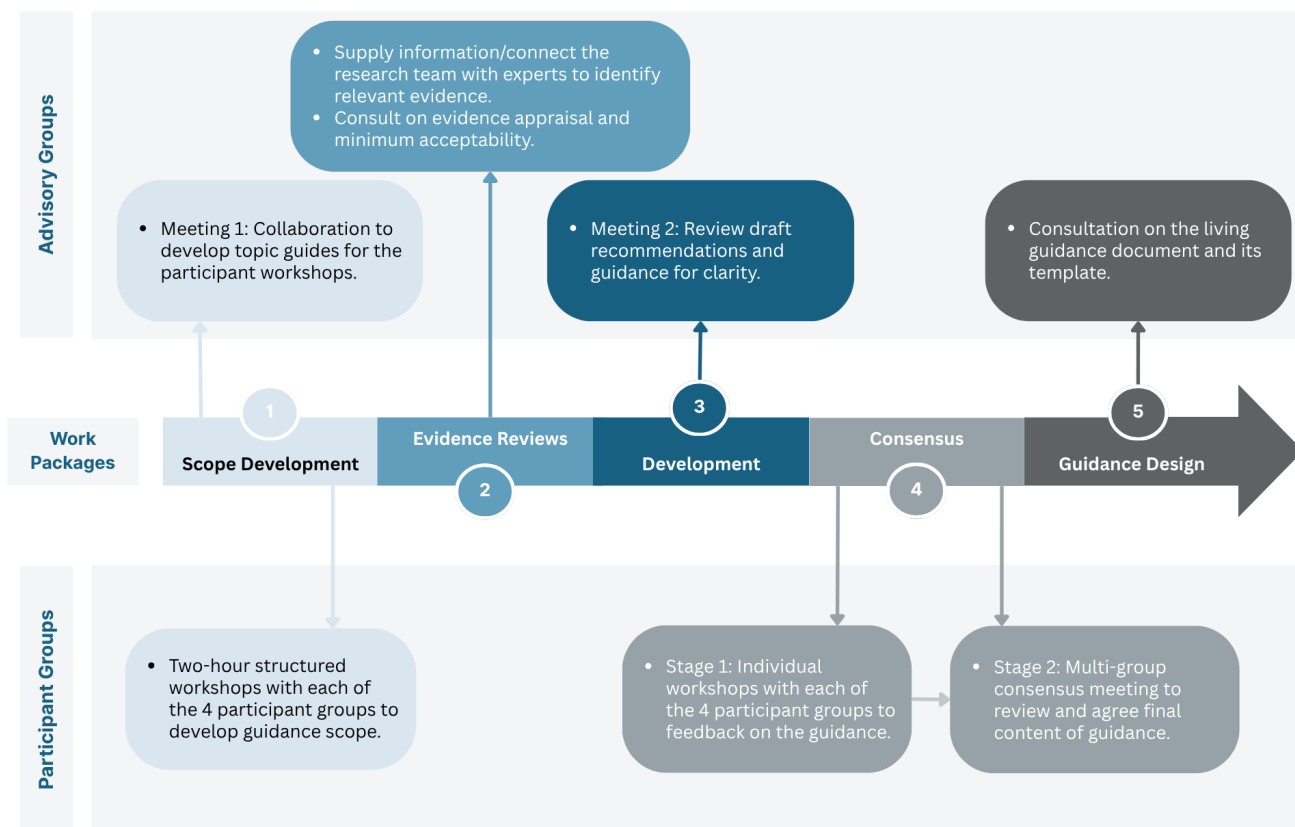 Advisory Groups
• Supply information/connect the
research team with experts to identify
relevant evidence.
• Consult on evidence appraisal and
minimum acceptability.
• Meeting 1: Collaboration to
develop topic guides for the
participant workshops.
• Meeting 2: Review draft
recommendations and
guidance for clarity.
• Consultation on the living
guidance document and its
template.
Work
Packages
1
Scope Development
Evidence Reviews
2
3
Development
Consensus
4
5
Guidance Design
Participant Groups
• Two-hour structured
workshops with each of
the 4 participant groups to
develop guidance scope.
• Stage 1: Individual
workshops with each of
the 4 participant groups to
feedback on the guidance.
• Stage 2: Multi-group
consensus meeting to
review and agree final
content of guidance.